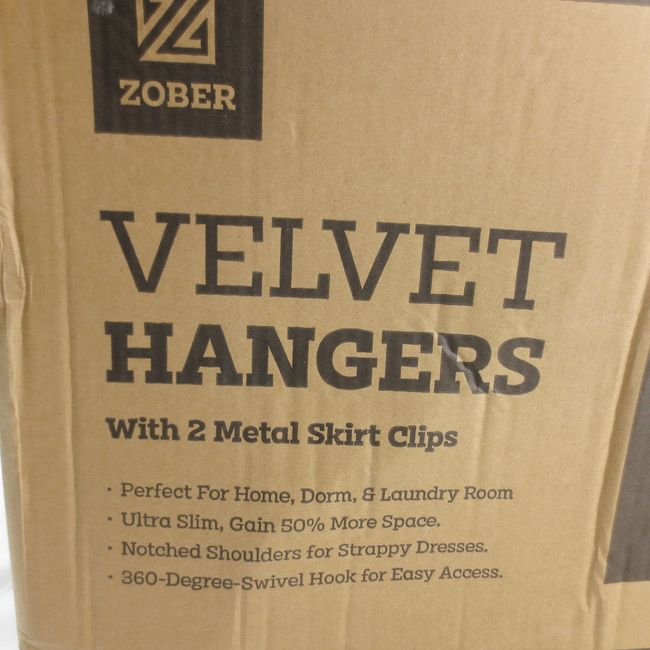 ZOBER
VELVET
HANGERS
With 2 Metal Skirt Clips
· Perfect For Home, Dorm, & Laundry Room
· Ultra Slim, Gain 50% More Space.
· Notched Shoulders for Strappy Dresses.
· 360-Degree-Swivel Hook for Easy Access.